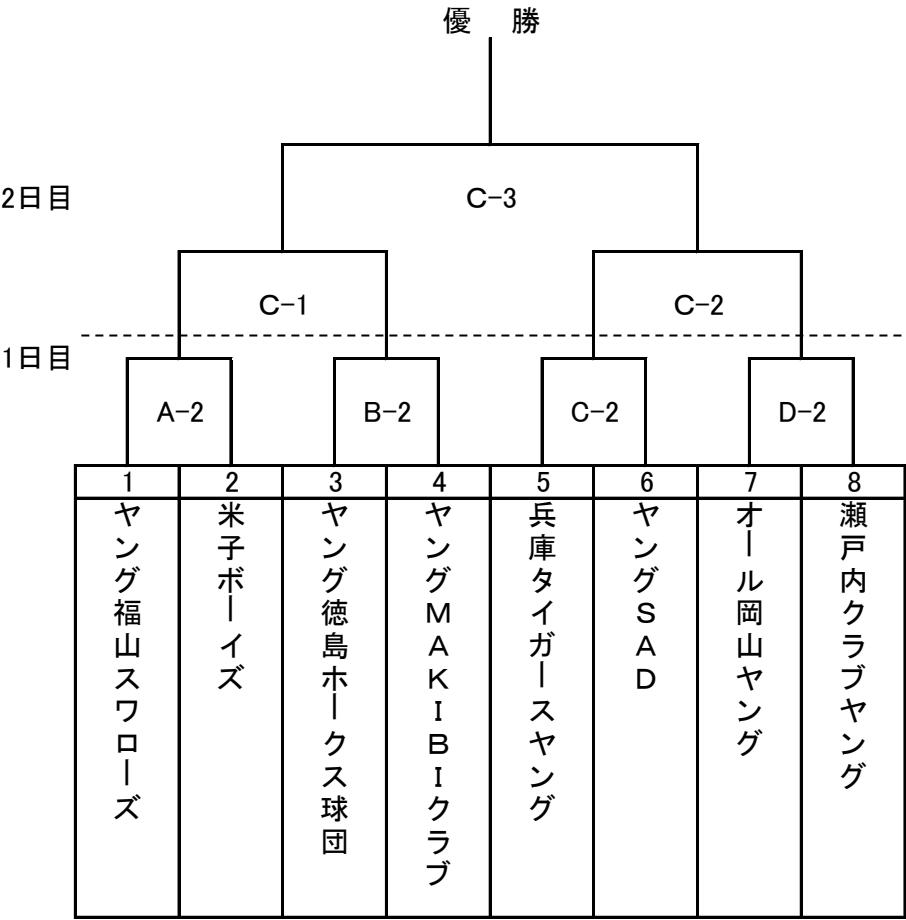 優　勝
2日目
C-3
C-1
C-2
1日目
A-2
B-2
C-2
D-2
1
2
3
4
5
6
7
8
ヤング福山スワローズ
米子ボーイズ
ヤング徳島ホークス球団
ヤングMAKIBIクラブ
兵庫タイガースヤング
ヤングSAD
オール岡山ヤング
瀬戸内クラブヤング